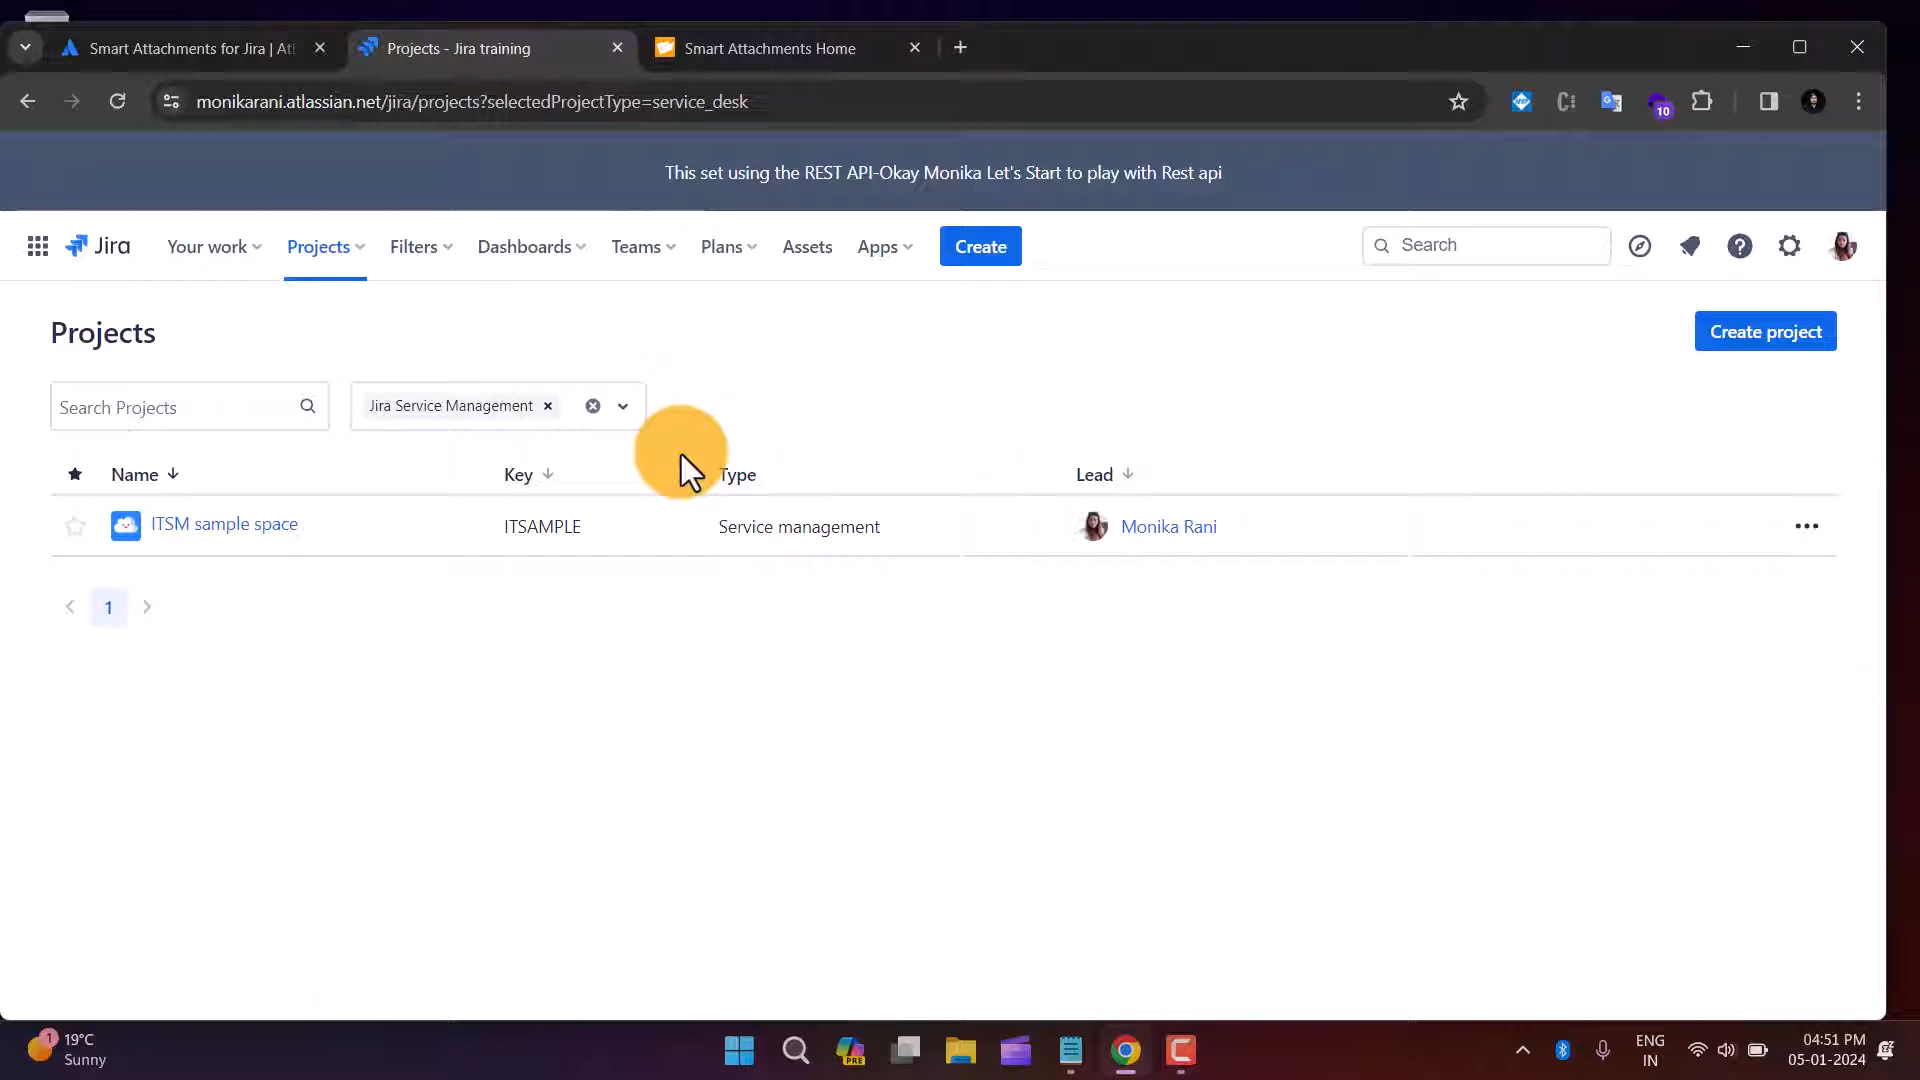 Smart Attachments for Jira | Atl
Projects - Jira training
Smart Attachments Home
monikarani.atlassian.net/jira/projects?selectedProjectType=service_desk
10
This set using the REST API-Okay Monika Let's Start to play with Rest api
Jira
Your work
Projects
Filters
Dashboards
Teams
Plans
Assets
Apps
Create
Search
Projects
Create project
Search Projects
Jira Service Management
Name
Key
Type
Lead
ITSM sample space
ITSAMPLE
Service management
Monika Rani
1
1
19°C
Sunny
PRE
ENG
IN
04:51 PM
05-01-2024